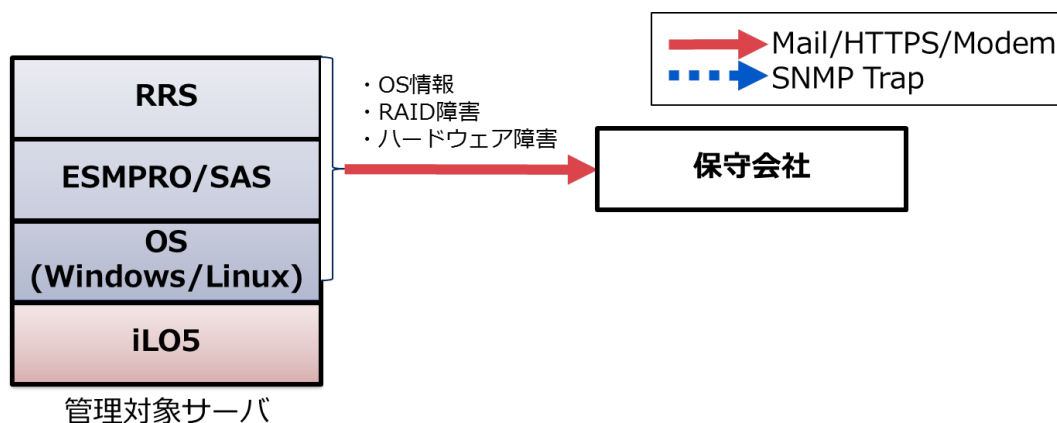 Mail/HTTPS/Modem
SNMP Trap
RRS
ESMPRO/SAS
OS
(Windows/Linux)
iLO5
管理対象サーバ
・OS情報
・RAID障害
・ハードウェア障害
保守会社